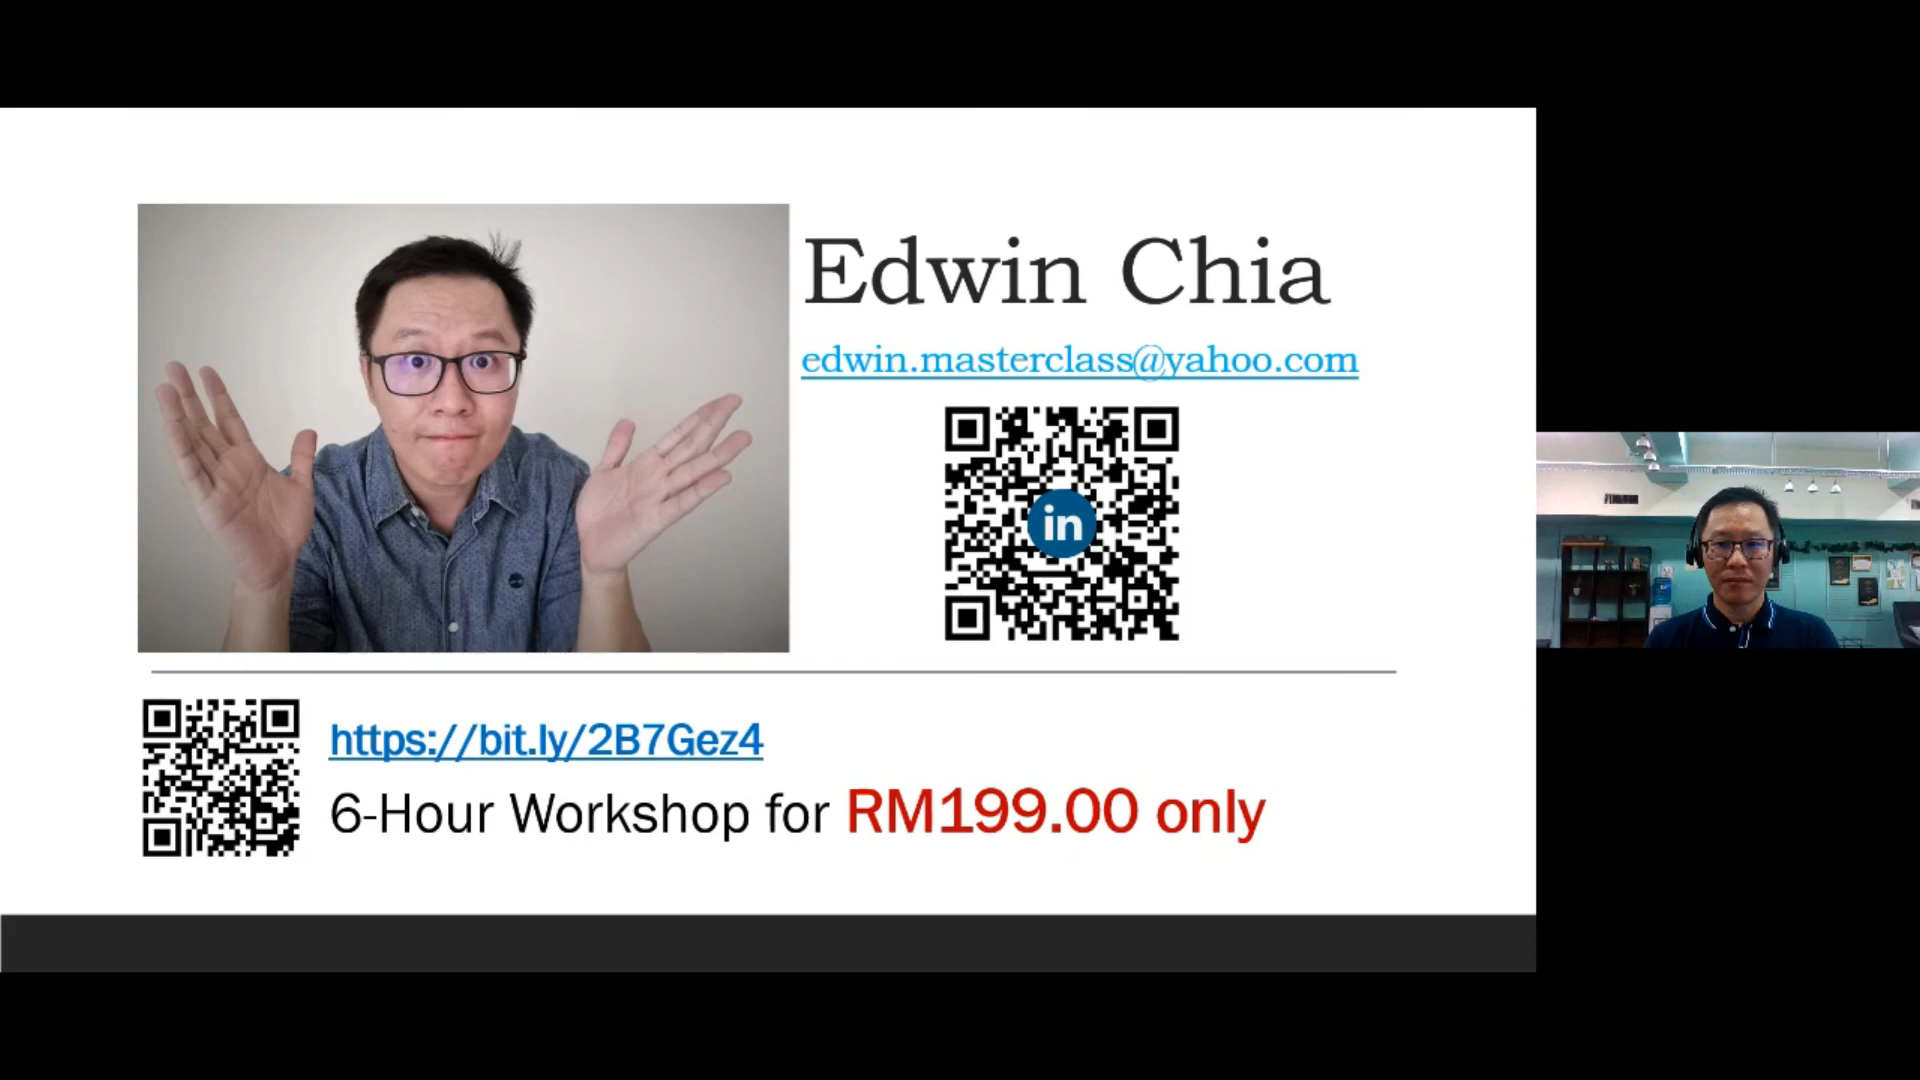 Edwin Chia
edwin.masterclass@yahoo.com
in
https://bit.ly/2B7Gez4
6-Hour Workshop for RM199.00 only